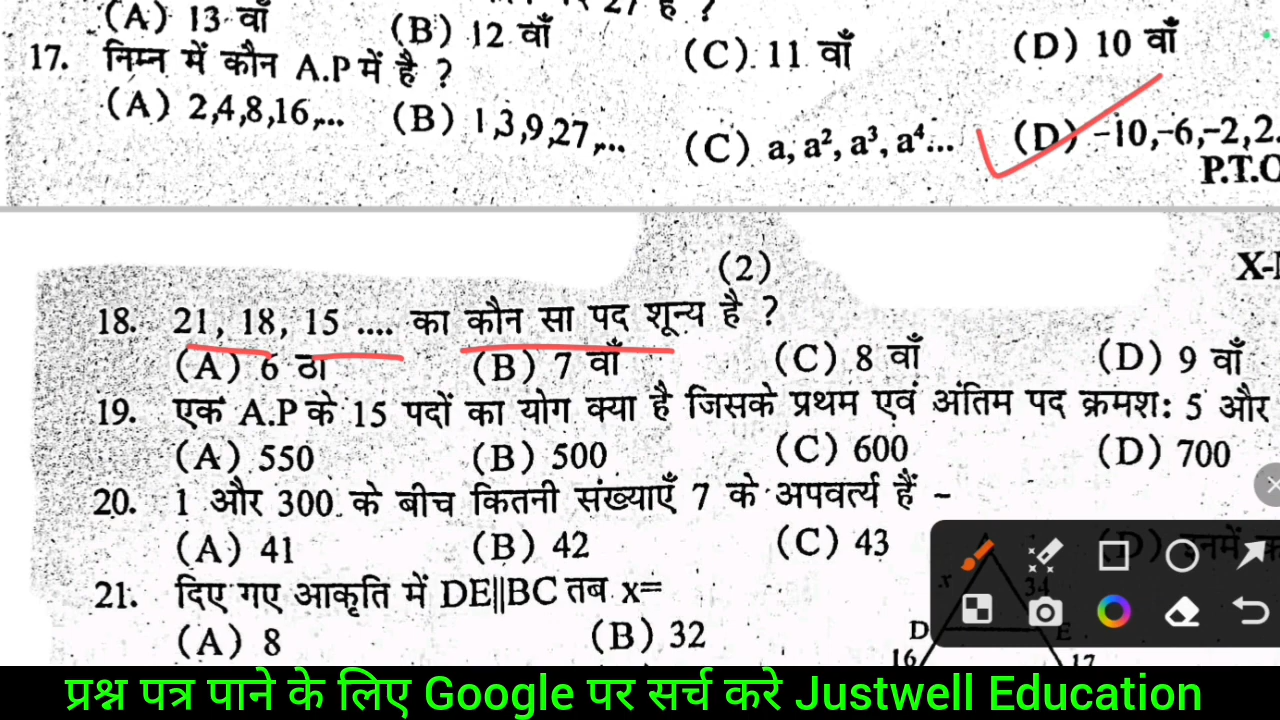 (A) 13 वाँ (B) 12 वाँ (C) 11 वाँ (D) 10 वाँ
17. निम्न में कौन A.P में है ?
(A) 2,4,8,16,... (B) 1,3,9,27,... (C) a, a², a³, a⁴... (D) -10,-6,-2,2.
P.T.O
(2)
18. 21, 18, 15 .... का कौन सा पद शून्य है ?
(A) 6 ठा (B) 7 वाँ (C) 8 वाँ (D) 9 वाँ
19. एक A.P के 15 पदों का योग क्या है जिसके प्रथम एवं अंतिम पद क्रमश: 5 और
(A) 550 (B) 500 (C) 600 (D) 700
20. 1 और 300 के बीच कितनी संख्याएँ 7 के अपवर्त्य हैं -
(A) 41 (B) 42 (C) 43 (D) इनमें
21. दिए गए आकृति में DE||BC तब x=
x 34
(A) 8 (B) 32 D E
16 17
प्रश्न पत्र पाने के लिए Google पर सर्च करे Justwell Education